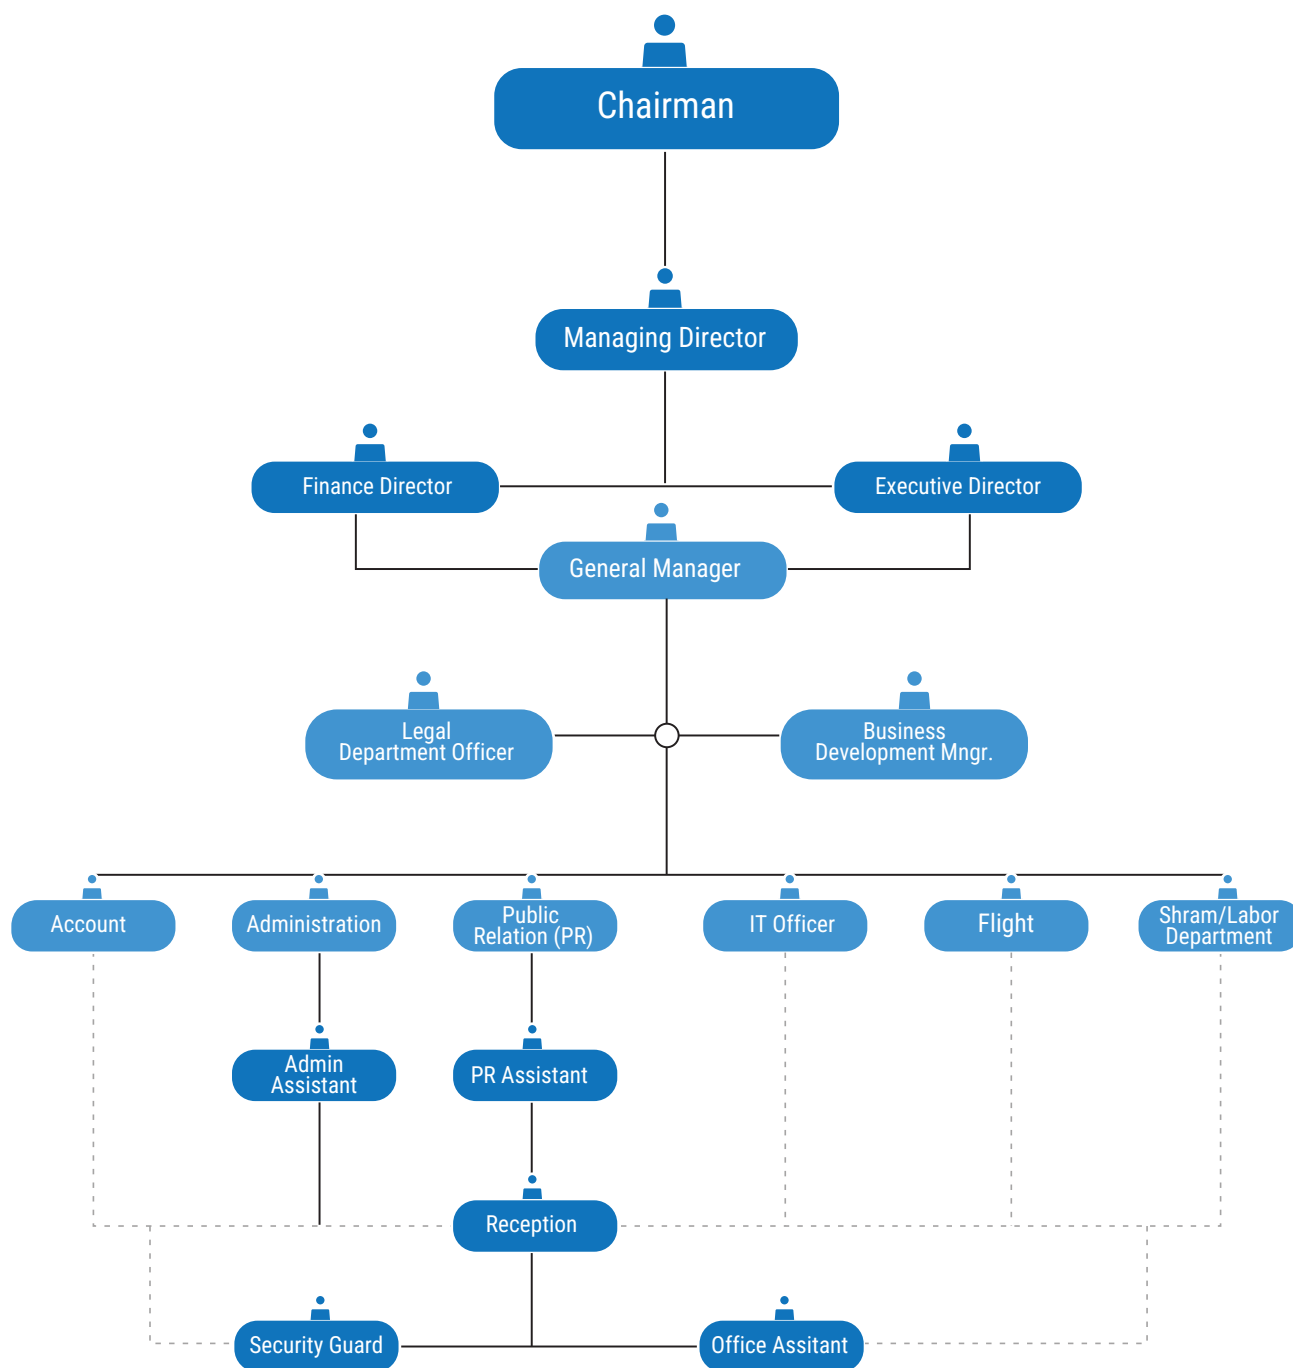 Chairman
Managing Director
Finance Director
Executive Director
General Manager
Legal
Department Officer
Business
Development Mngr.
Account
Administration
Public
Relation (PR)
IT Officer
Flight
Shram/Labor
Department
Admin
Assistant
PR Assistant
Reception
Security Guard
Office Assitant